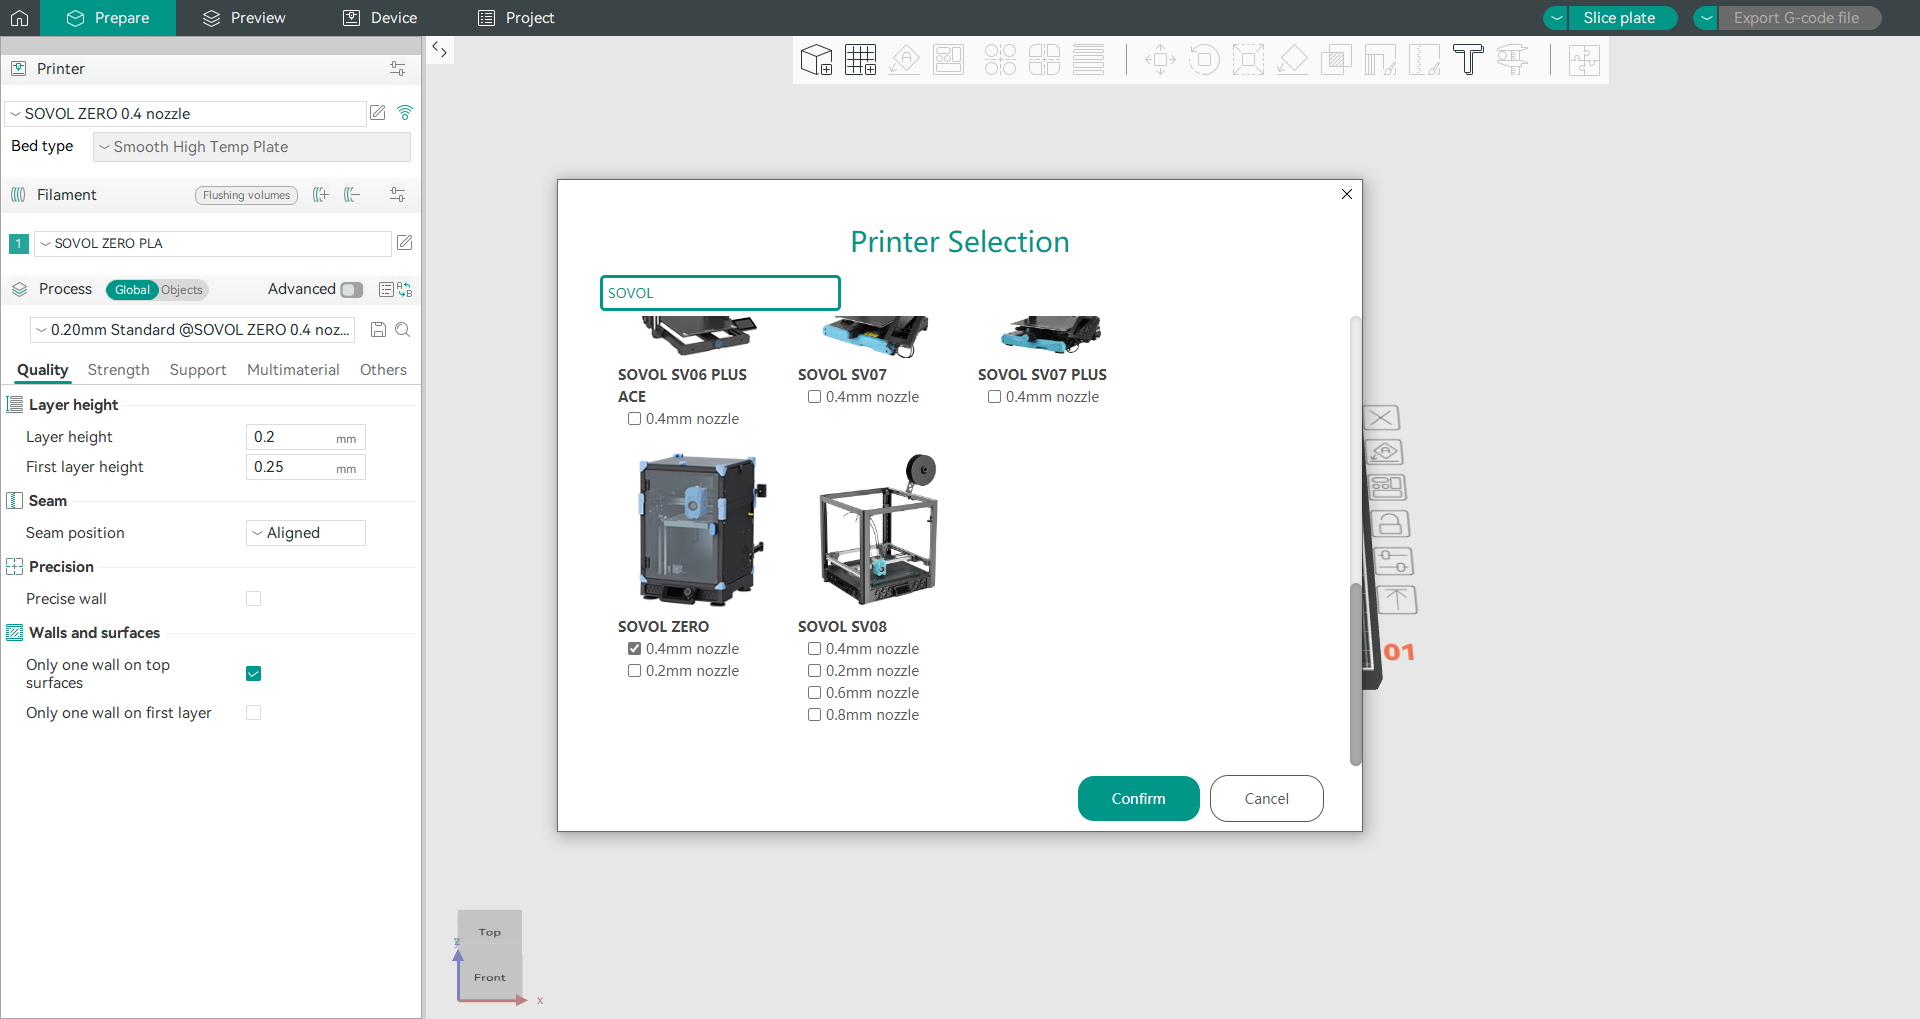 Prepare
Preview
Device
Project
Slice plate
Export G-code file
Printer
SOVOL ZERO 0.4 nozzle
Bed type
Smooth High Temp Plate
Filament
Flushing volumes
1
SOVOL ZERO PLA
Process
Global
Objects
Advanced
0.20mm Standard @SOVOL ZERO 0.4 noz...
Quality
Strength
Support
Multimaterial
Others
Layer height
Layer height
0.2
mm
First layer height
0.25
mm
Seam
Seam position
Aligned
Precision
Precise wall
Walls and surfaces
Only one wall on top
surfaces
Only one wall on first layer
Printer Selection
SOVOL
SOVOL SV06 PLUS
ACE
0.4mm nozzle
SOVOL SV07
0.4mm nozzle
SOVOL SV07 PLUS
0.4mm nozzle
SOVOL ZERO
0.4mm nozzle
0.2mm nozzle
SOVOL SV08
0.4mm nozzle
0.2mm nozzle
0.6mm nozzle
0.8mm nozzle
Confirm
Cancel
01
Top
Front
z
x